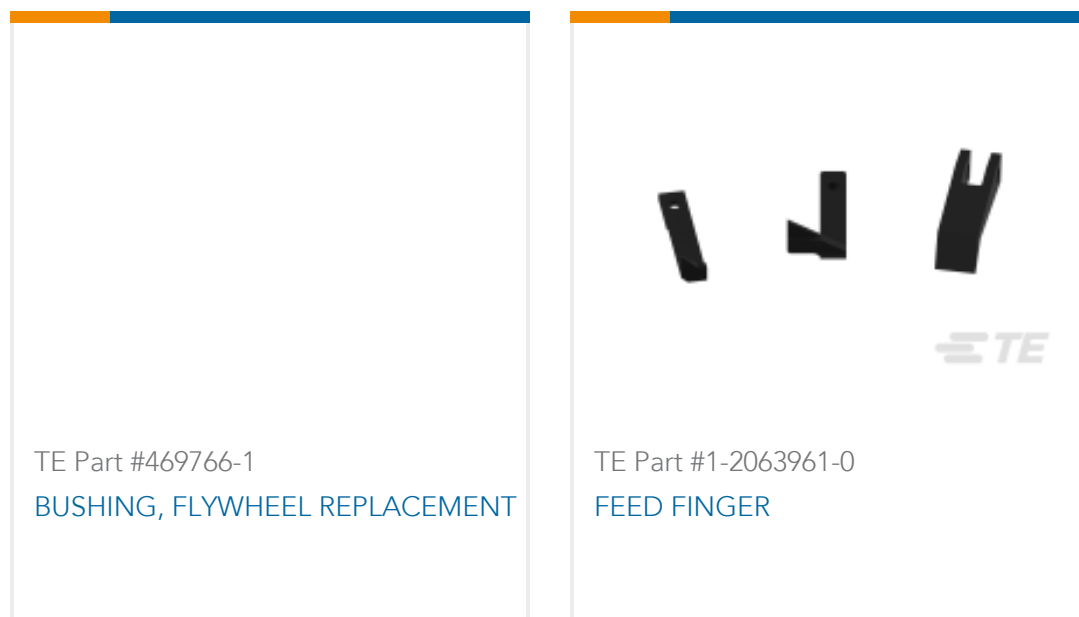 TE
TE Part #469766-1
BUSHING, FLYWHEEL REPLACEMENT
TE Part #1-2063961-0
FEED FINGER